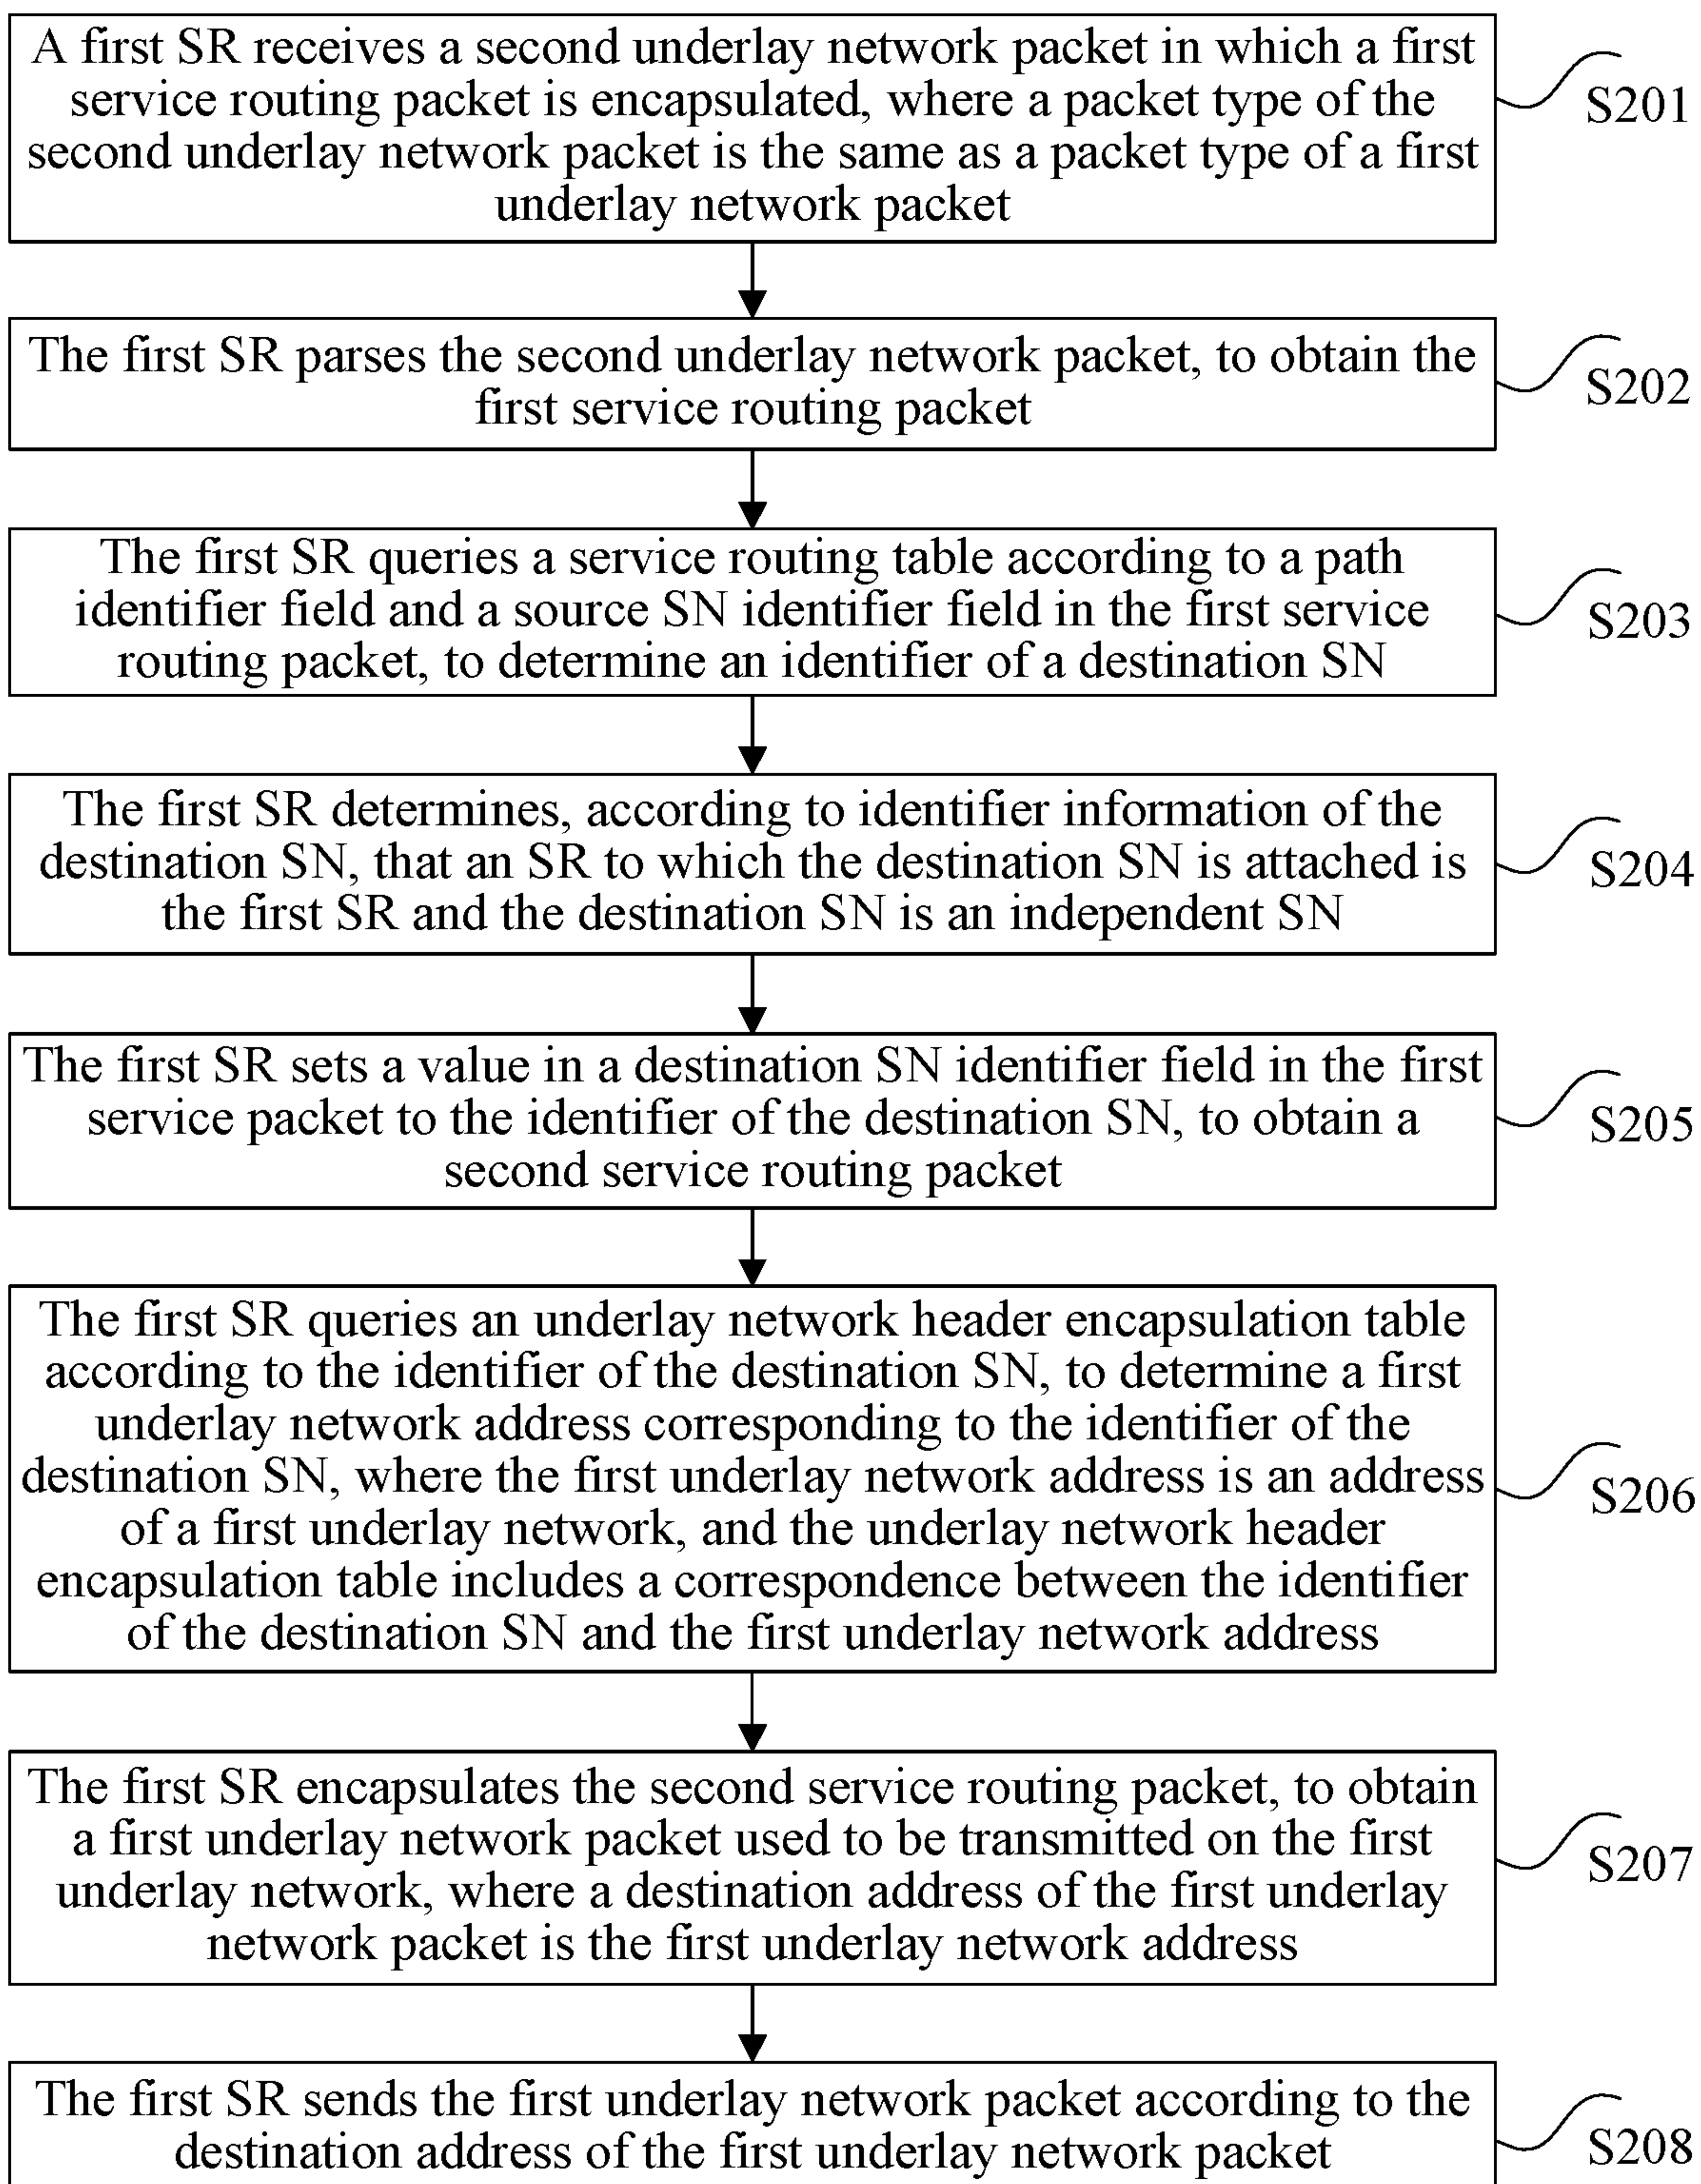 A first SR receives a second underlay network packet in which a first
service routing packet is encapsulated, where a packet type of the
second underlay network packet is the same as a packet type of a first
underlay network packet
S201
The first SR parses the second underlay network packet, to obtain the
first service routing packet
S202
The first SR queries a service routing table according to a path
identifier field and a source SN identifier field in the first service
routing packet, to determine an identifier of a destination SN
S203
The first SR determines, according to identifier information of the
destination SN, that an SR to which the destination SN is attached is
the first SR and the destination SN is an independent SN
S204
The first SR sets a value in a destination SN identifier field in the first
service packet to the identifier of the destination SN, to obtain a
second service routing packet
S205
The first SR queries an underlay network header encapsulation table
according to the identifier of the destination SN, to determine a first
underlay network address corresponding to the identifier of the
destination SN, where the first underlay network address is an address
of a first underlay network, and the underlay network header
encapsulation table includes a correspondence between the identifier
of the destination SN and the first underlay network address
S206
The first SR encapsulates the second service routing packet, to obtain
a first underlay network packet used to be transmitted on the first
underlay network, where a destination address of the first underlay
network packet is the first underlay network address
S207
The first SR sends the first underlay network packet according to the
destination address of the first underlay network packet
S208